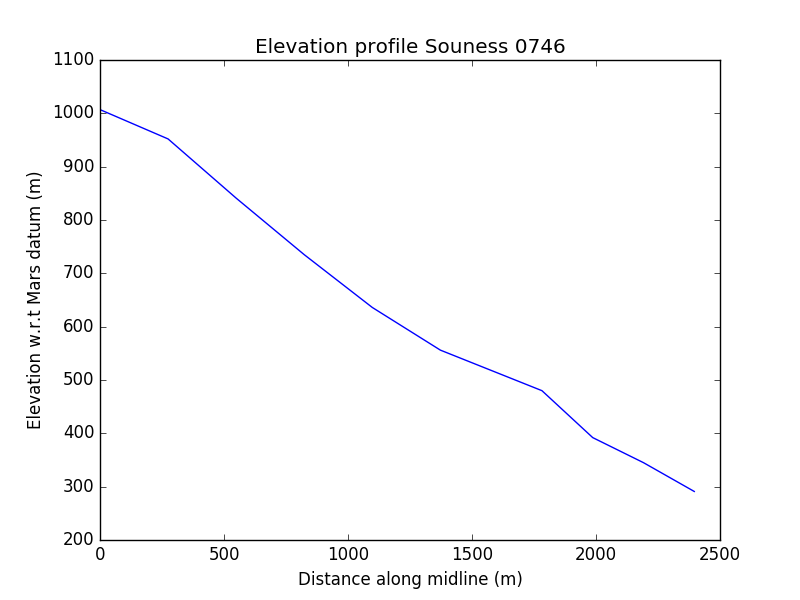 Elevation profile Souness 0746
1100
1000
900
800
700
600
500
400
300
200
Elevation w.r.t Mars datum (m)
0 500 1000 1500 2000 2500
Distance along midline (m)